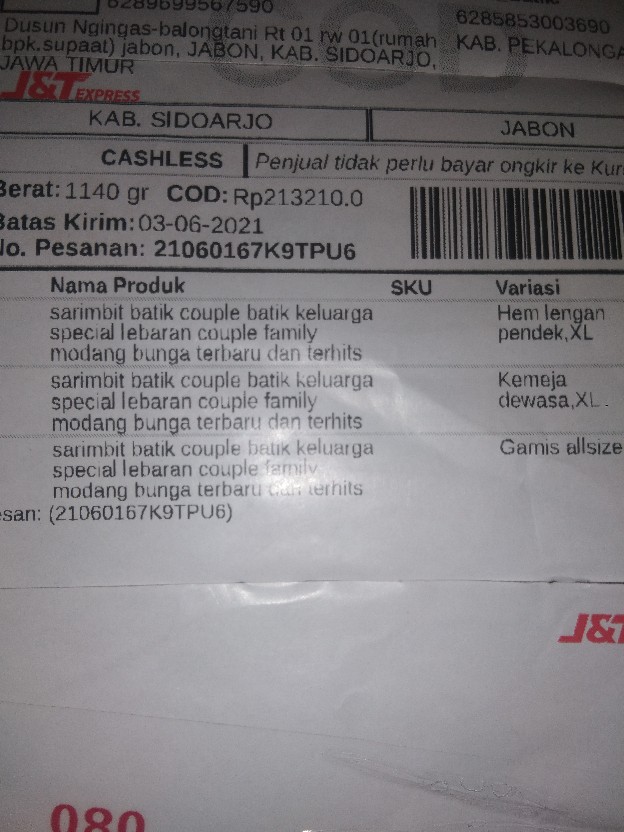 6289699567590
Dusun Ngingas-balongtani Rt 01 rw 01(rumah
bpk.supaat) jabon, JABON, KAB. SIDOARJO,
JAWA TIMUR
6285853003690
KAB. PEKALONGA
COD
J&T EXPRESS
KAB. SIDOARJO
JABON
CASHLESS Penjual tidak perlu bayar ongkir ke Kuri
Berat: 1140 gr COD: Rp213210.0
Batas Kirim: 03-06-2021
No. Pesanan: 21060167K9TPU6
Nama Produk SKU Variasi
sarimbit batik couple batik keluarga Hem lengan
special lebaran couple family pendek,XL
modang bunga terbaru dan terhits
sarimbit batik couple batik keluarga Kemeja
special lebaran couple family dewasa,XL
modang bunga terbaru dan terhits
sarimbit batik couple batik keluarga Gamis allsize
special lebaran couple family
modang bunga terbaru dan terhits
esan: (21060167K9TPU6)
J&T
080